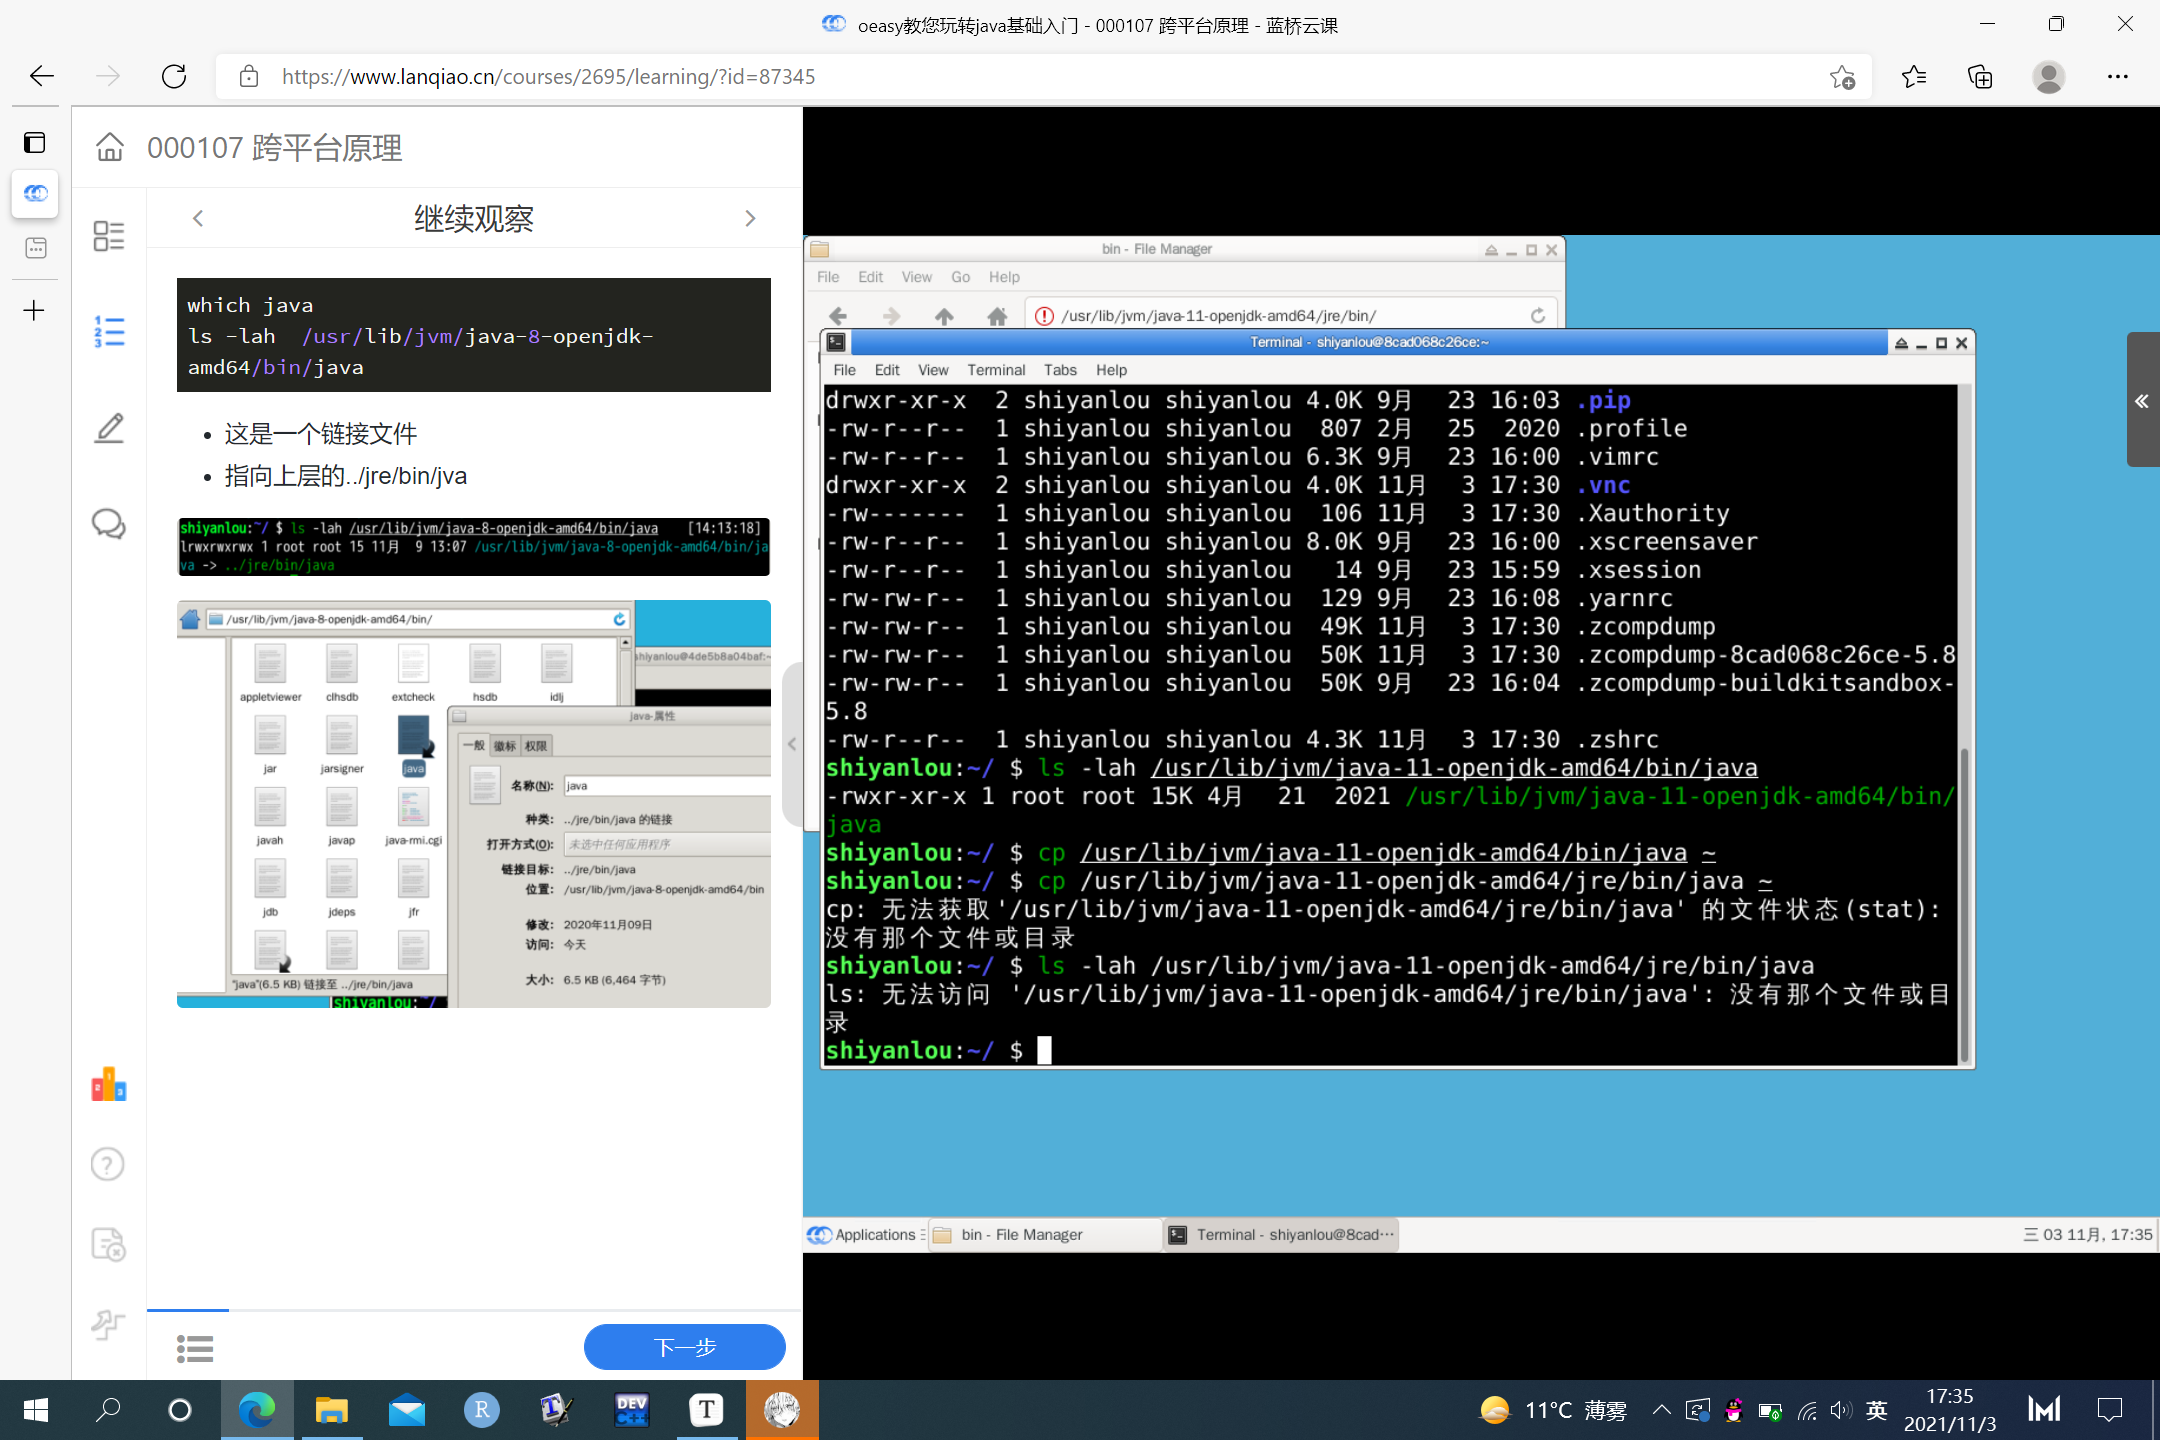 oeasy教您玩转java基础入门 - 000107 跨平台原理 - 蓝桥云课
https://www.lanqiao.cn/courses/2695/learning/?id=87345
000107 跨平台原理
继续观察
which java
ls -lah  /usr/lib/jvm/java-8-openjdk-
amd64/bin/java
这是一个链接文件
指向上层的../jre/bin/jva
shiyanlou:~/ $ ls -lah /usr/lib/jvm/java-8-openjdk-amd64/bin/java [14:13:18]
lrwxrwxrwx 1 root root 15 11月  9 13:07 /usr/lib/jvm/java-8-openjdk-amd64/bin/ja
va -> ../jre/bin/java
/usr/lib/jvm/java-8-openjdk-amd64/bin/
shiyanlou@4de5b8a04baf:~
appletviewer clhsdb extcheck hsdb idlj
java-属性
一般 徽标 权限
jar jarsigner java
名称(N): java
种类: ../jre/bin/java 的链接
javah javap java-rmi.cgi
打开方式(O): 未选中任何应用程序
链接目标: ../jre/bin/java
位置: /usr/lib/jvm/java-8-openjdk-amd64/bin
jdb jdeps jfr
修改: 2020年11月09日
访问: 今天
大小: 6.5 KB (6,464 字节)
"java"(6.5 KB) 链接至 ../jre/bin/java
shiyanlou:~/
下一步
bin - File Manager
File Edit View Go Help
/usr/lib/jvm/java-11-openjdk-amd64/jre/bin/
Terminal - shiyanlou@8cad068c26ce:~
File Edit View Terminal Tabs Help
drwxr-xr-x  2 shiyanlou shiyanlou 4.0K 9月  23 16:03 .pip
-rw-r--r--  1 shiyanlou shiyanlou  807 2月  25  2020 .profile
-rw-r--r--  1 shiyanlou shiyanlou 6.3K 9月  23 16:00 .vimrc
drwxr-xr-x  2 shiyanlou shiyanlou 4.0K 11月  3 17:30 .vnc
-rw-------  1 shiyanlou shiyanlou  106 11月  3 17:30 .Xauthority
-rw-r--r--  1 shiyanlou shiyanlou 8.0K 9月  23 16:00 .xscreensaver
-rw-r--r--  1 shiyanlou shiyanlou   14 9月  23 15:59 .xsession
-rw-rw-r--  1 shiyanlou shiyanlou  129 9月  23 16:08 .yarnrc
-rw-rw-r--  1 shiyanlou shiyanlou  49K 11月  3 17:30 .zcompdump
-rw-rw-r--  1 shiyanlou shiyanlou  50K 11月  3 17:30 .zcompdump-8cad068c26ce-5.8
-rw-rw-r--  1 shiyanlou shiyanlou  50K 9月  23 16:04 .zcompdump-buildkitsandbox-
5.8
-rw-r--r--  1 shiyanlou shiyanlou 4.3K 11月  3 17:30 .zshrc
shiyanlou:~/ $ ls -lah /usr/lib/jvm/java-11-openjdk-amd64/bin/java
-rwxr-xr-x 1 root root 15K 4月  21  2021 /usr/lib/jvm/java-11-openjdk-amd64/bin/
java
shiyanlou:~/ $ cp /usr/lib/jvm/java-11-openjdk-amd64/bin/java ~
shiyanlou:~/ $ cp /usr/lib/jvm/java-11-openjdk-amd64/jre/bin/java ~
cp: 无法获取'/usr/lib/jvm/java-11-openjdk-amd64/jre/bin/java' 的文件状态(stat):
没有那个文件或目录
shiyanlou:~/ $ ls -lah /usr/lib/jvm/java-11-openjdk-amd64/jre/bin/java
ls: 无法访问 '/usr/lib/jvm/java-11-openjdk-amd64/jre/bin/java': 没有那个文件或目
录
shiyanlou:~/ $
Applications
bin - File Manager
Terminal - shiyanlou@8cad…
三 03 11月, 17:35
R
DEV C++
T
11°C 薄雾
英
17:35
2021/11/3